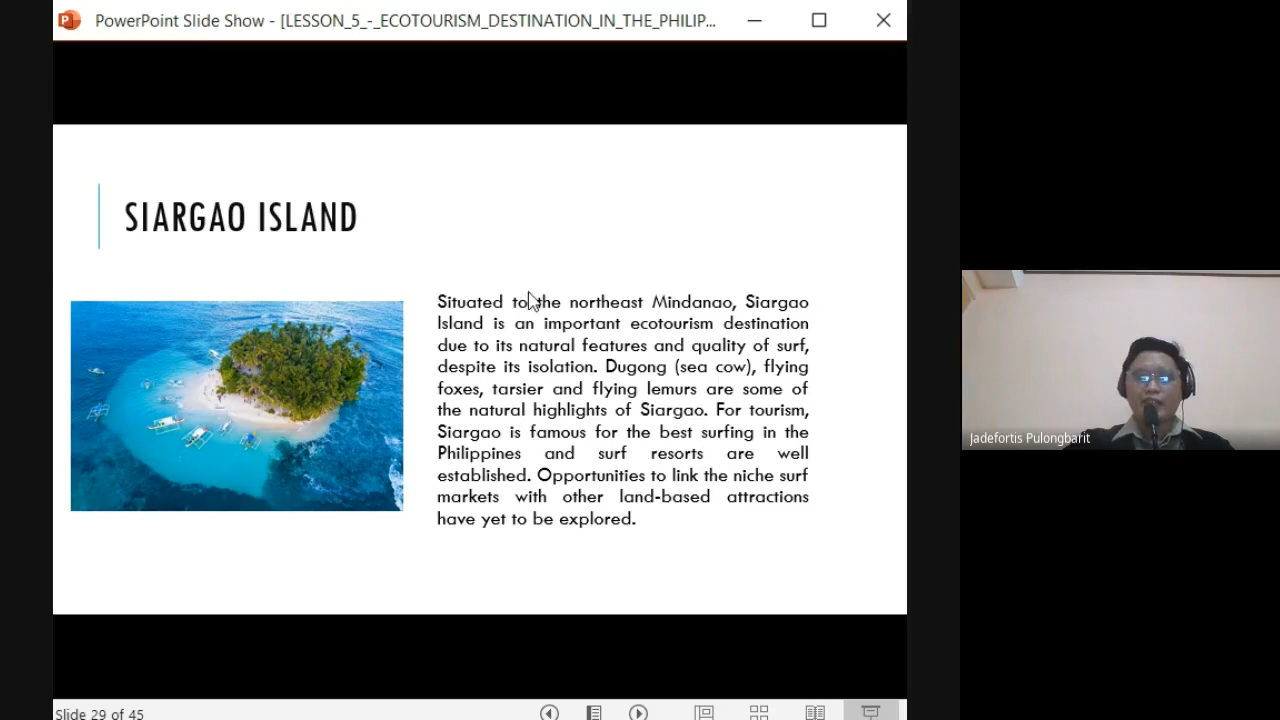 PowerPoint Slide Show - [LESSON_5_-_ECOTOURISM_DESTINATION_IN_THE_PHILIP...
SIARGAO ISLAND
Situated to the northeast Mindanao, Siargao
Island is an important ecotourism destination
due to its natural features and quality of surf,
despite its isolation. Dugong (sea cow), flying
foxes, tarsier and flying lemurs are some of
the natural highlights of Siargao. For tourism,
Siargao is famous for the best surfing in the
Philippines and surf resorts are well
established. Opportunities to link the niche surf
markets with other land-based attractions
have yet to be explored.
Jadefortis Pulongbarit
Slide 29 of 45